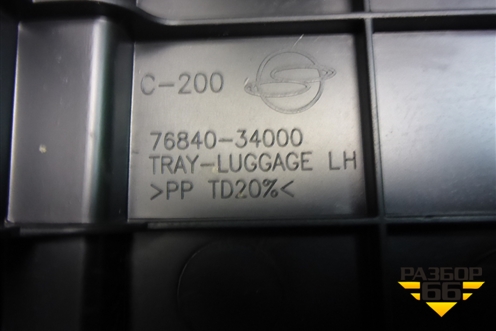 C-200
76840-34000
TRAY-LUGGAGE LH
>PP TD20%<
РАЗБОР
66